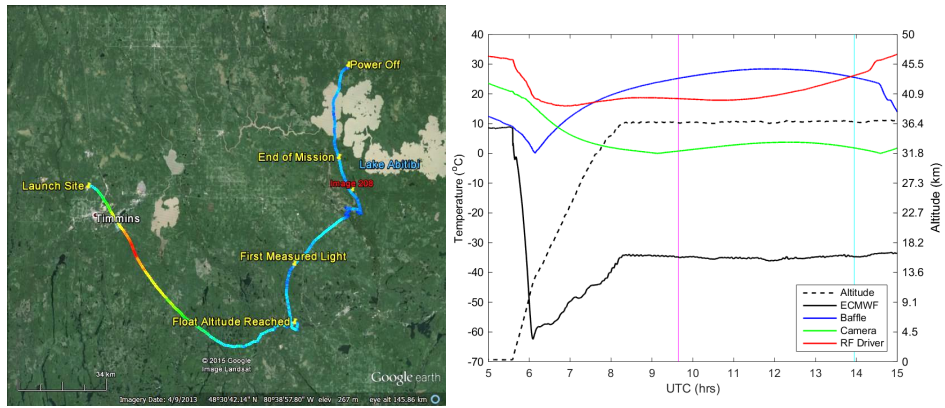 Power Off
End of Mission
Lake Abitibi
Image 208
Launch Site
Timmins
First Measured Light
Float Altitude Reached
© 2015 Google
Image Landsat
34 km
Google earth
Imagery Date: 4/9/2013 48°30'42.14" N 80°38'57.80" W elev 267 m eye alt 145.86 km
40
30
20
10
0
-10
-20
-30
-40
-50
-60
-70
Temperature (°C)
50
45.5
40.9
36.4
31.8
27.3
22.7
18.2
13.6
9.1
4.5
0
Altitude (km)
Altitude
ECMWF
Baffle
Camera
RF Driver
5 6 7 8 9 10 11 12 13 14 15
UTC (hrs)